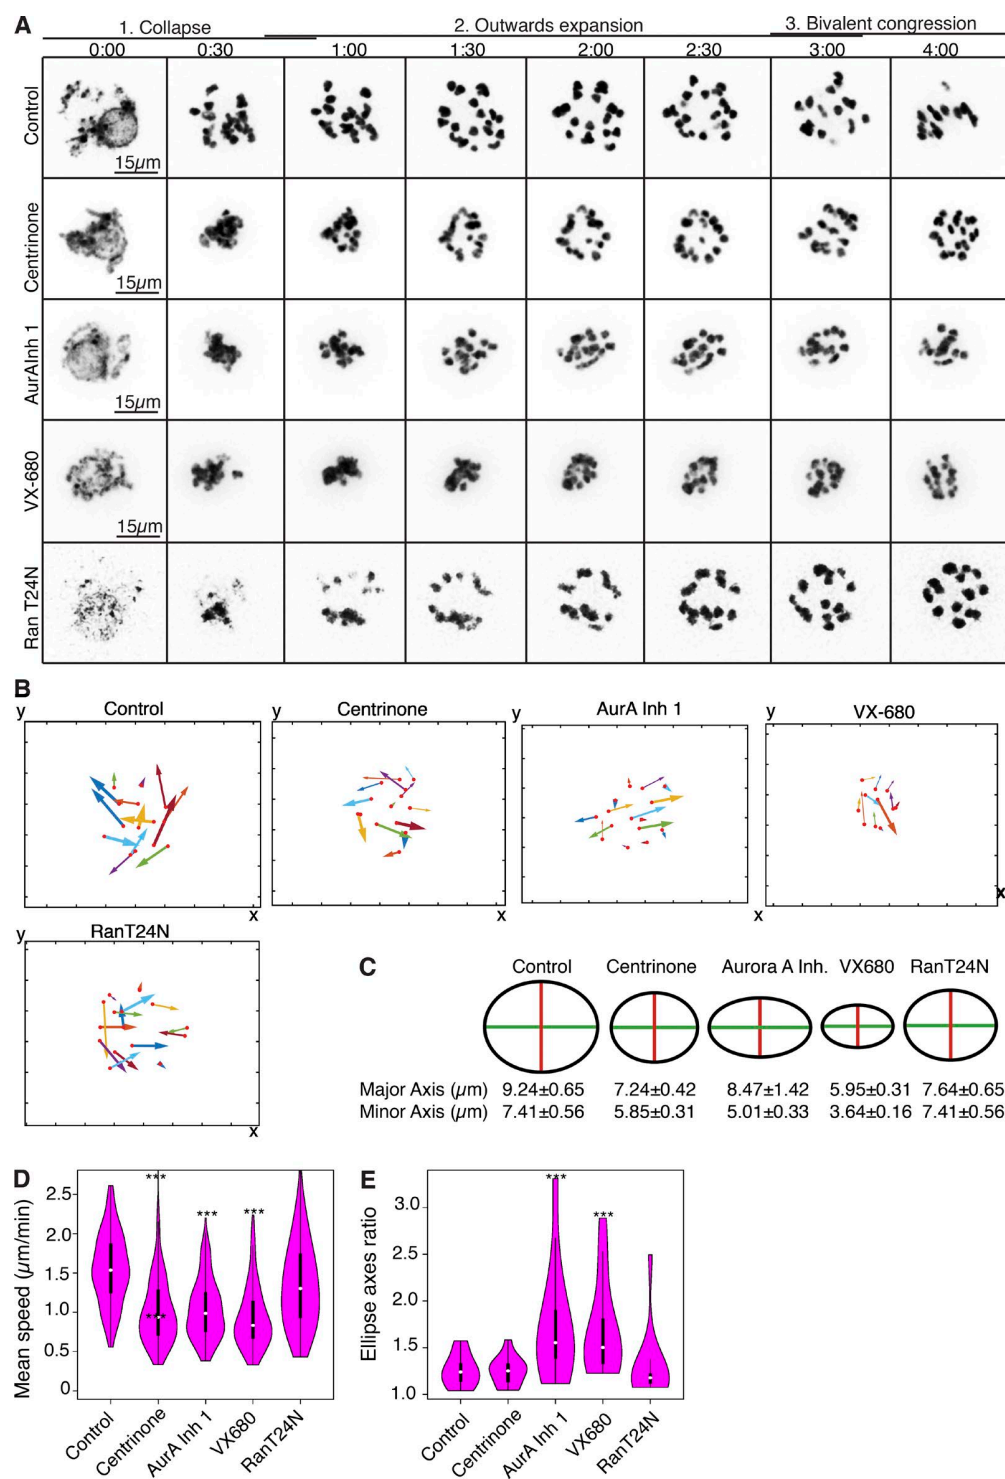 A
1. Collapse 2. Outwards expansion 3. Bivalent congression
0:00 0:30 1:00 1:30 2:00 2:30 3:00 4:00
Control
15µm
Centrinone
15µm
AurAInh 1
15µm
VX-680
15µm
Ran T24N
B
Control Centrinone AurA Inh 1 VX-680
y y y y
x x x x
RanT24N
y
x
C
Control Centrinone Aurora A Inh. VX680 RanT24N
Major Axis (µm) 9.24±0.65 7.24±0.42 8.47±1.42 5.95±0.31 7.64±0.65
Minor Axis (µm) 7.41±0.56 5.85±0.31 5.01±0.33 3.64±0.16 7.41±0.56
D
Mean speed (µm/min)
2.5
2.0
1.5
1.0
0.5
0
*** *** ***
***
Control Centrinone AurA Inh 1 VX680 RanT24N
E
Ellipse axes ratio
3.0
2.5
2.0
1.5
1.0
*** ***
Control Centrinone AurA Inh 1 VX680 RanT24N